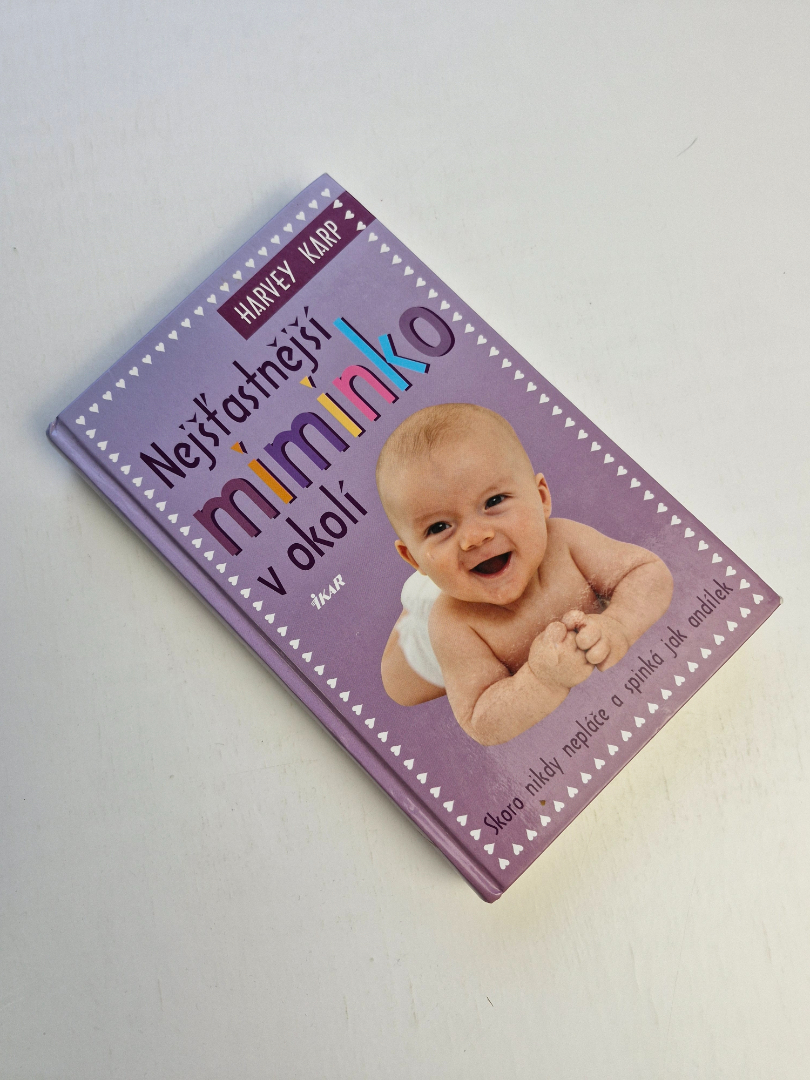 HARVEY KARP
Nejšťastnější
miminko
v okolí
IKAR
Skoro nikdy nepláče a spinká jak andílek